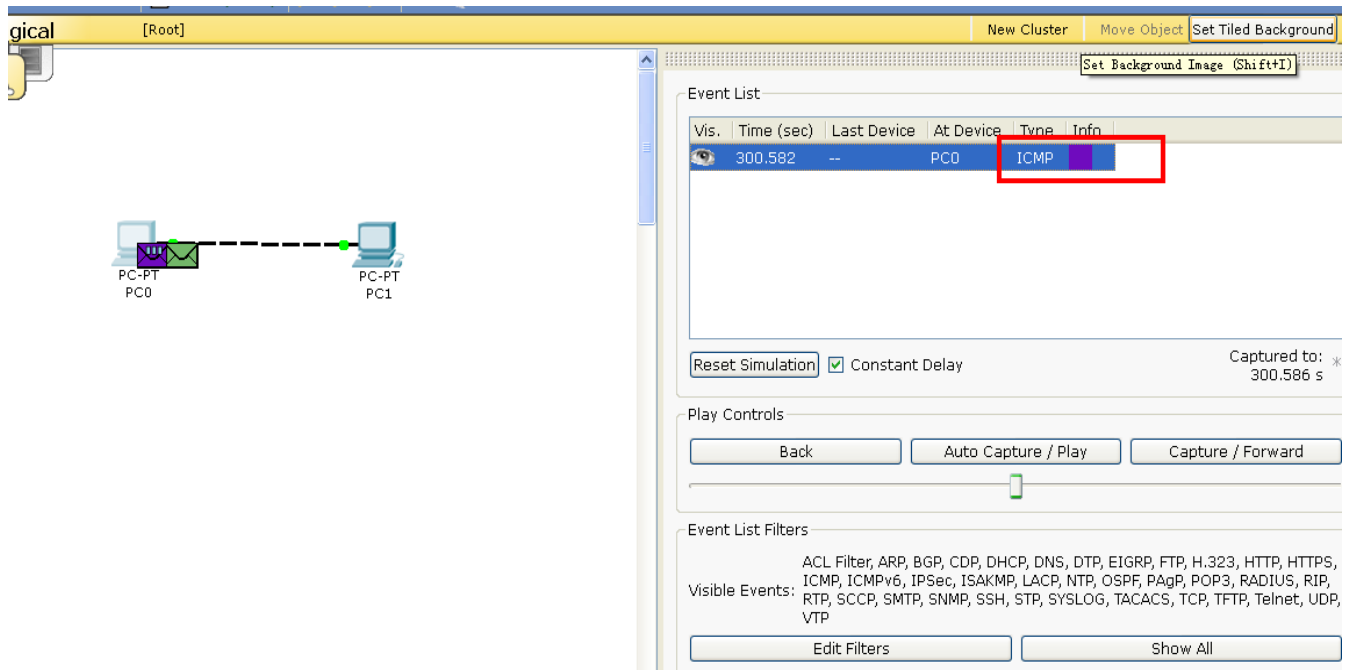 gical [Root] New Cluster Move Object Set Tiled Background
Set Background Image (Shift+I)
Event List
Vis. Time (sec) Last Device At Device Type Info
300.582 -- PC0 ICMP
PC-PT
PC0
PC-PT
PC1
Reset Simulation Constant Delay Captured to: *
300.586 s
Play Controls
Back Auto Capture / Play Capture / Forward
Event List Filters
Visible Events: ACL Filter, ARP, BGP, CDP, DHCP, DNS, DTP, EIGRP, FTP, H.323, HTTP, HTTPS,
ICMP, ICMPv6, IPSec, ISAKMP, LACP, NTP, OSPF, PAgP, POP3, RADIUS, RIP,
RTP, SCCP, SMTP, SNMP, SSH, STP, SYSLOG, TACACS, TCP, TFTP, Telnet, UDP,
VTP
Edit Filters Show All